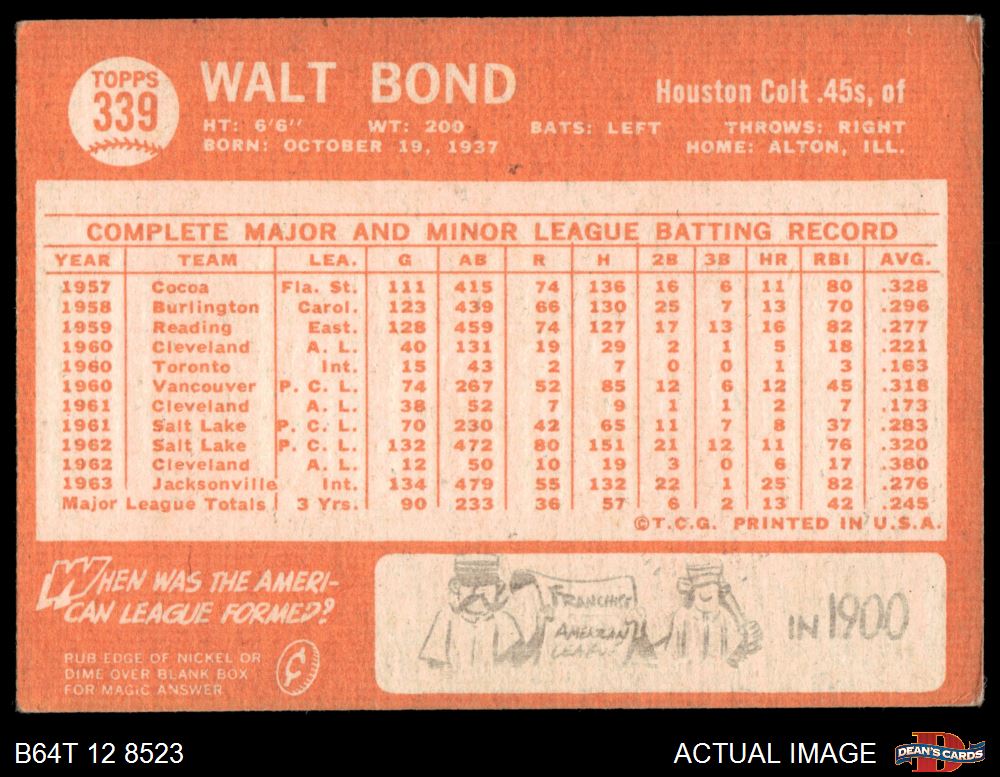 TOPPS
339
WALT BOND
Houston Colt .45s, of
HT: 6'6" WT: 200 BATS: LEFT THROWS: RIGHT
BORN: OCTOBER 19, 1937 HOME: ALTON, ILL.
COMPLETE MAJOR AND MINOR LEAGUE BATTING RECORD
YEAR TEAM LEA. G AB R H 2B 3B HR RBI AVG.
1957 Cocoa Fla. St. 111 415 74 136 16 6 11 80 .328
1958 Burlington Carol. 123 439 66 130 25 7 13 70 .296
1959 Reading East. 128 459 74 127 17 13 16 82 .277
1960 Cleveland A. L. 40 131 19 29 2 1 5 18 .221
1960 Toronto Int. 15 43 2 7 0 0 1 3 .163
1960 Vancouver P. C. L. 74 267 52 85 12 6 12 45 .318
1961 Cleveland A. L. 38 52 7 9 1 1 2 7 .173
1961 Salt Lake P. C. L. 70 230 42 65 11 7 8 37 .283
1962 Salt Lake P. C. L. 132 472 80 151 21 12 11 76 .320
1962 Cleveland A. L. 12 50 10 19 3 0 6 17 .380
1963 Jacksonville Int. 134 479 55 132 22 1 25 82 .276
Major League Totals 3 Yrs. 90 233 36 57 6 2 13 42 .245
©T.C.G. PRINTED IN U.S.A.
WHEN WAS THE AMERI-
CAN LEAGUE FORMED?
RUB EDGE OF NICKEL OR
DIME OVER BLANK BOX
FOR MAGIC ANSWER
¢
FRANCHISE
AMERICAN
LEAGUE
IN 1900
B64T 12 8523
ACTUAL IMAGE
D
DEAN'S CARDS